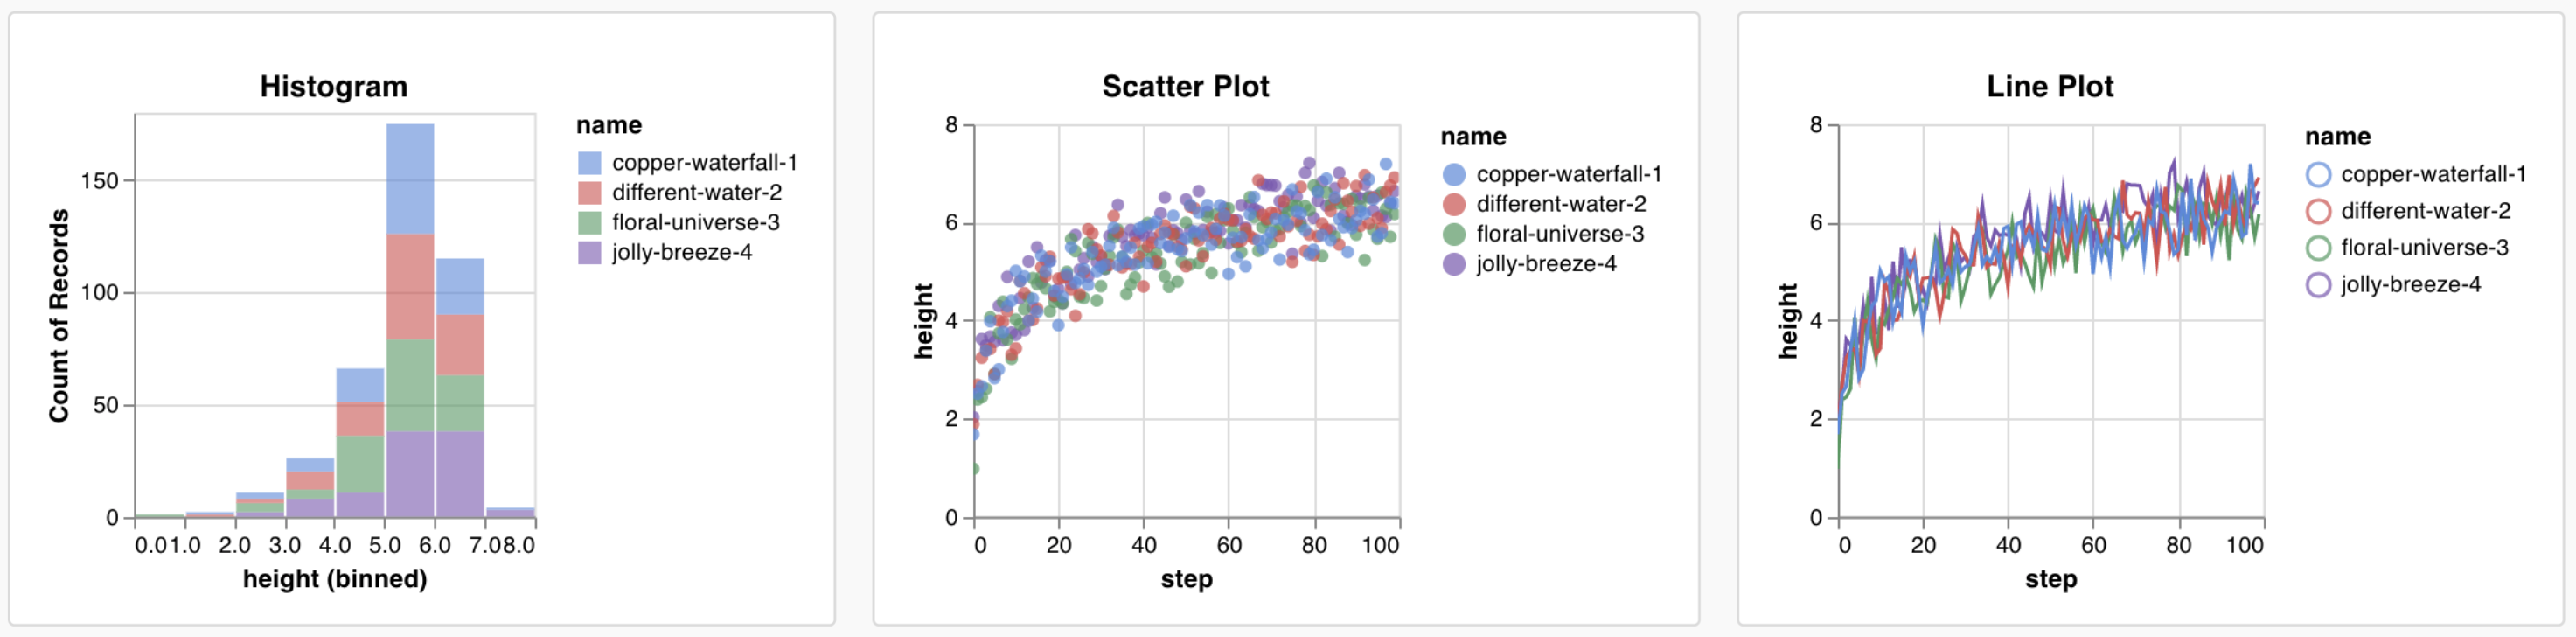 Histogram
name
copper-waterfall-1
different-water-2
floral-universe-3
jolly-breeze-4
Count of Records
150
100
50
0
0.01.0 2.0 3.0 4.0 5.0 6.0 7.08.0
height (binned)
Scatter Plot
name
copper-waterfall-1
different-water-2
floral-universe-3
jolly-breeze-4
height
8
6
4
2
0
0 20 40 60 80 100
step
Line Plot
name
copper-waterfall-1
different-water-2
floral-universe-3
jolly-breeze-4
height
8
6
4
2
0
0 20 40 60 80 100
step